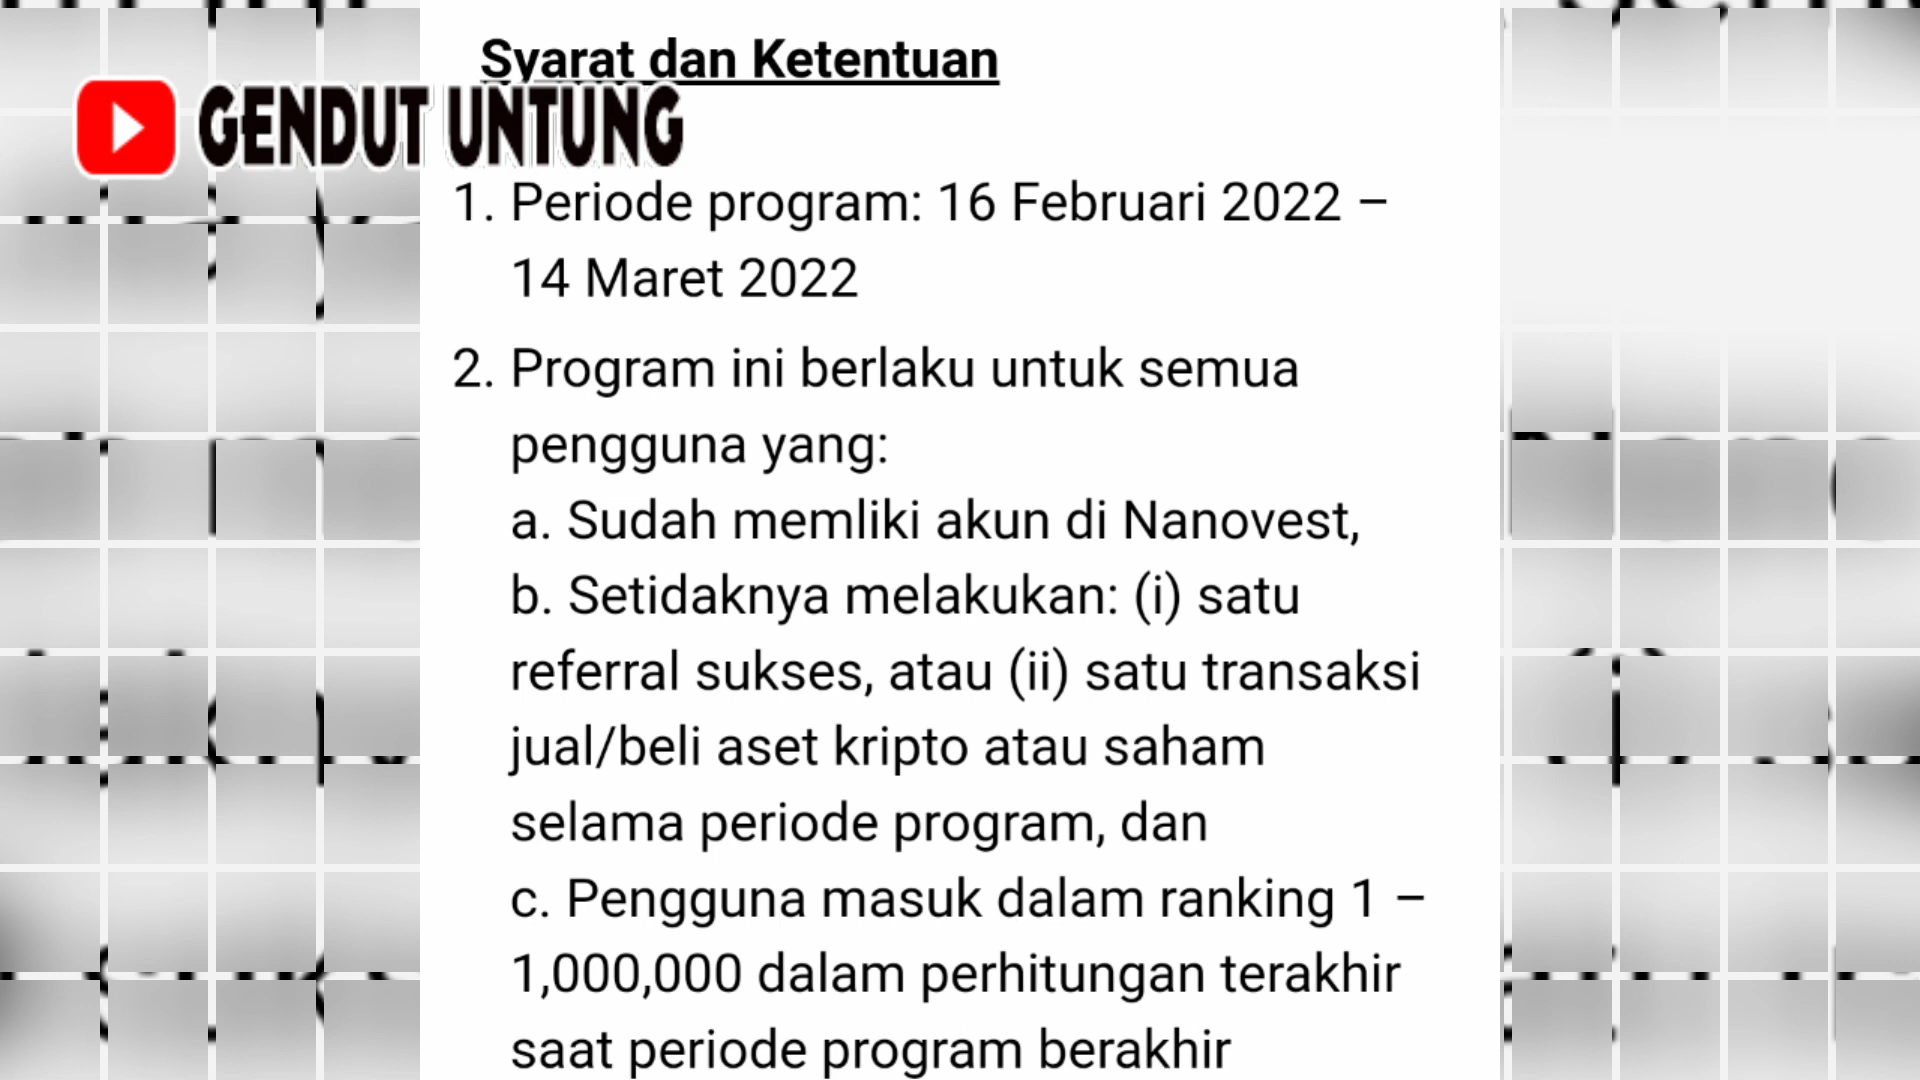 Syarat dan Ketentuan
GENDUT UNTUNG
1. Periode program: 16 Februari 2022 –
14 Maret 2022
2. Program ini berlaku untuk semua
pengguna yang:
a. Sudah memliki akun di Nanovest,
b. Setidaknya melakukan: (i) satu
referral sukses, atau (ii) satu transaksi
jual/beli aset kripto atau saham
selama periode program, dan
c. Pengguna masuk dalam ranking 1 –
1,000,000 dalam perhitungan terakhir
saat periode program berakhir